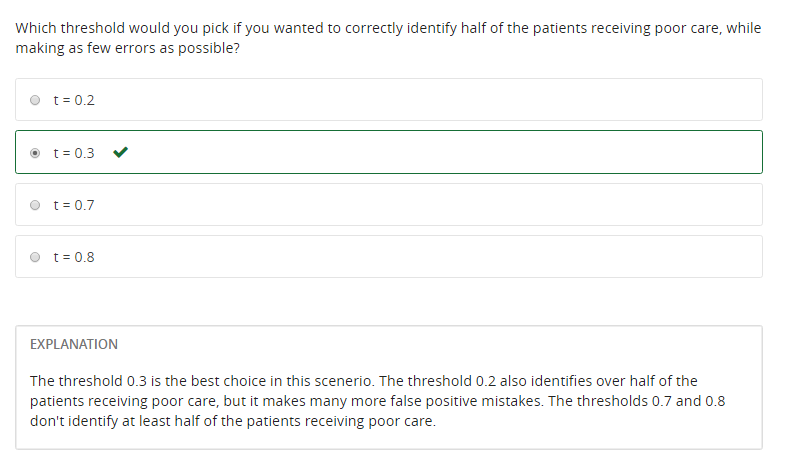 Which threshold would you pick if you wanted to correctly identify half of the patients receiving poor care, while
making as few errors as possible?
t = 0.2
t = 0.3
t = 0.7
t = 0.8
EXPLANATION
The threshold 0.3 is the best choice in this scenerio. The threshold 0.2 also identifies over half of the
patients receiving poor care, but it makes many more false positive mistakes. The thresholds 0.7 and 0.8
don't identify at least half of the patients receiving poor care.